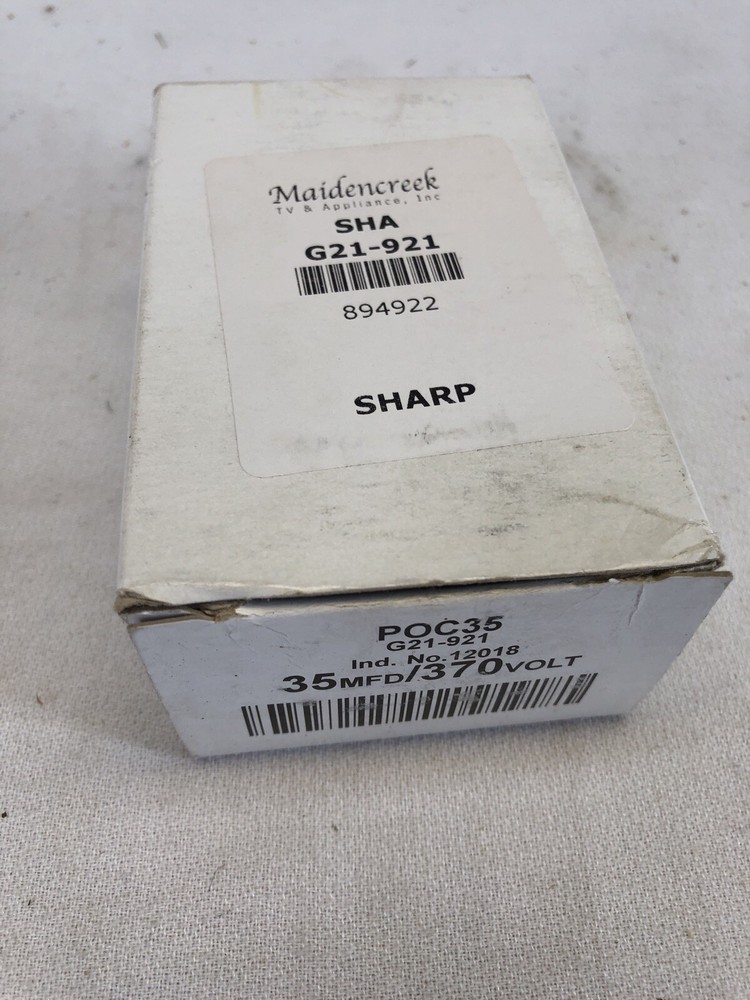 Maidencreek
TV & Appliance, Inc
SHA
G21-921
894922
SHARP
POC35
G21-921
Ind. No.12018
35MFD/370VOLT